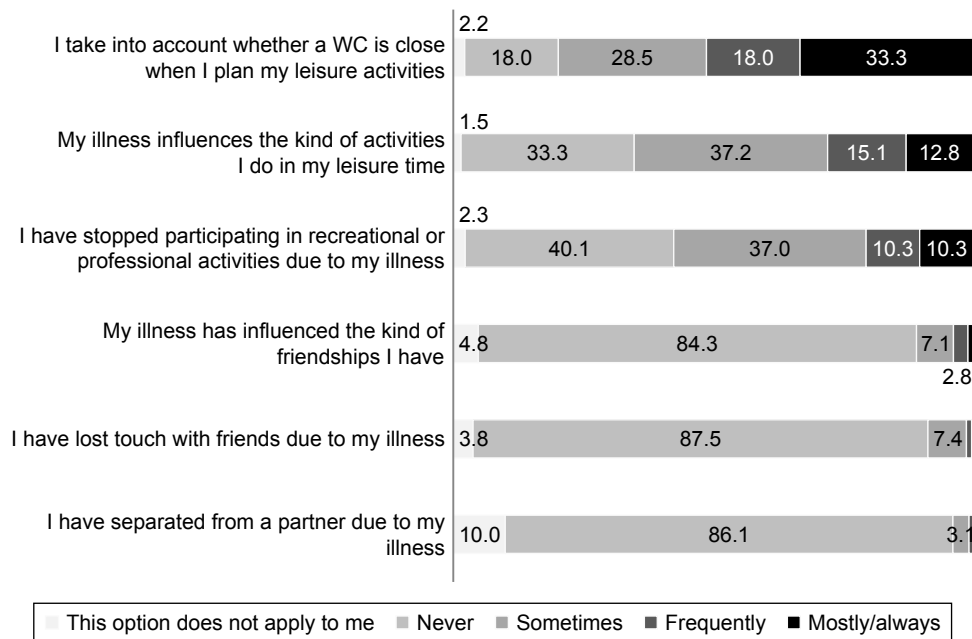 2.2
I take into account whether a WC is close
when I plan my leisure activities
18.0 28.5 18.0 33.3
1.5
My illness influences the kind of activities
I do in my leisure time
33.3 37.2 15.1 12.8
2.3
I have stopped participating in recreational or
professional activities due to my illness
40.1 37.0 10.3 10.3
My illness has influenced the kind of
friendships I have
4.8 84.3 7.1
2.8
I have lost touch with friends due to my illness
3.8 87.5 7.4
I have separated from a partner due to my
illness
10.0 86.1 3.1
This option does not apply to me Never Sometimes Frequently Mostly/always